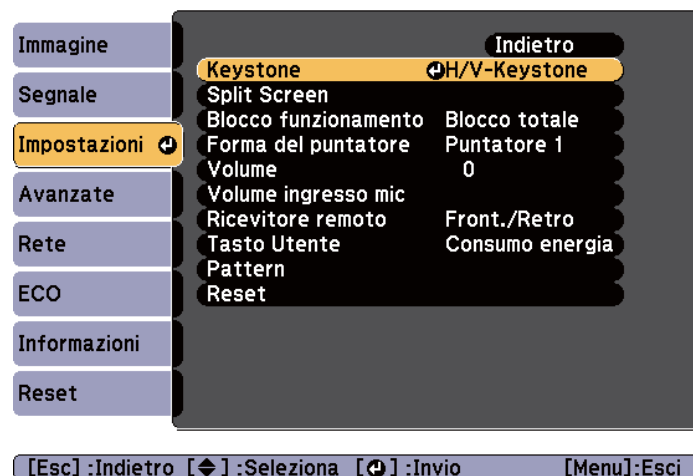 Immagine
Segnale
Impostazioni
Avanzate
Rete
ECO
Informazioni
Reset
Indietro
Keystone H/V-Keystone
Split Screen
Blocco funzionamento Blocco totale
Forma del puntatore Puntatore 1
Volume 0
Volume ingresso mic
Ricevitore remoto Front./Retro
Tasto Utente Consumo energia
Pattern
Reset
[Esc] :Indietro [◆] :Seleziona [⏎] :Invio [Menu]:Esci